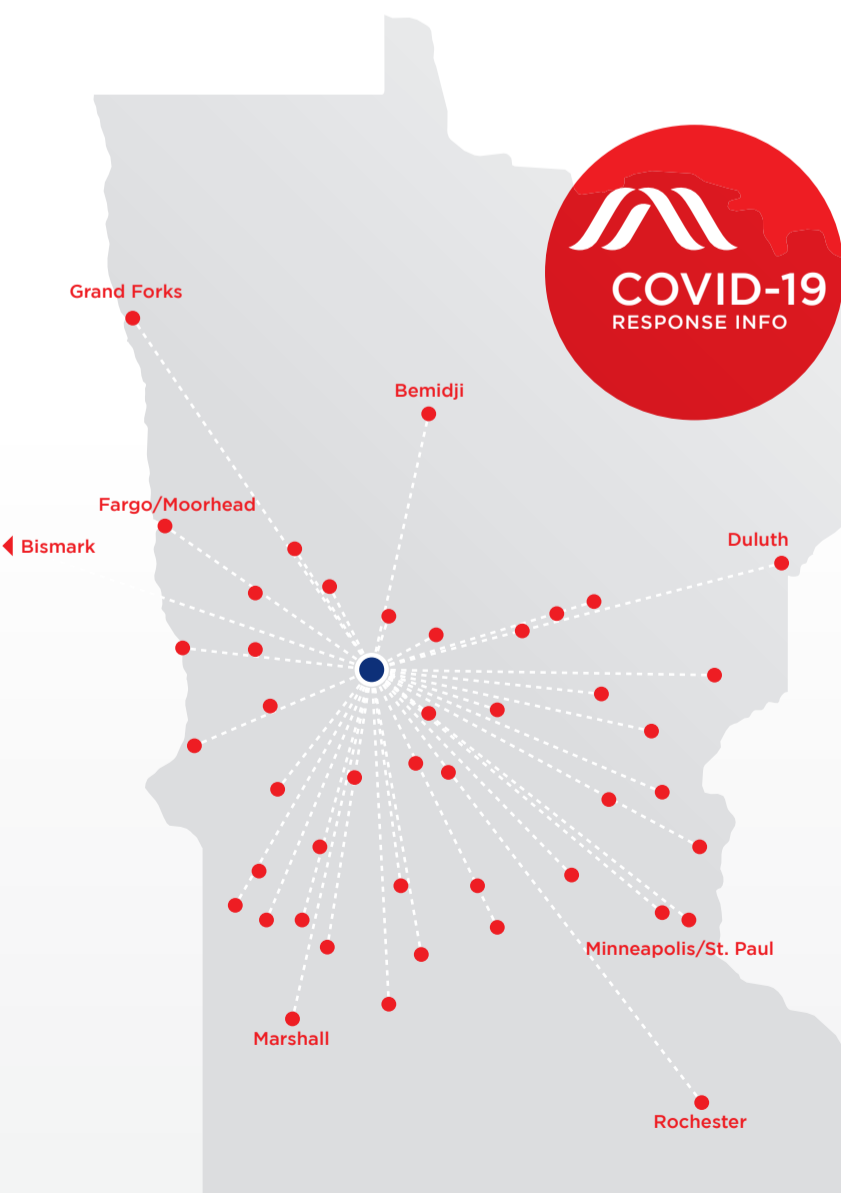 COVID-19
RESPONSE INFO
Grand Forks
Bemidji
Fargo/Moorhead
Bismark
Duluth
Minneapolis/St. Paul
Marshall
Rochester